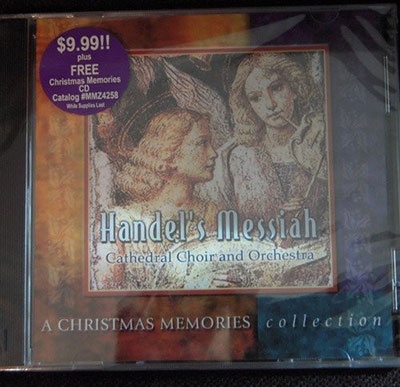 $9.99!!
plus
FREE
Christmas Memories
CD
Catalog #MMZ4258
While Supplies Last
Handel's Messiah
Cathedral Choir and Orchestra
A CHRISTMAS MEMORIES collection